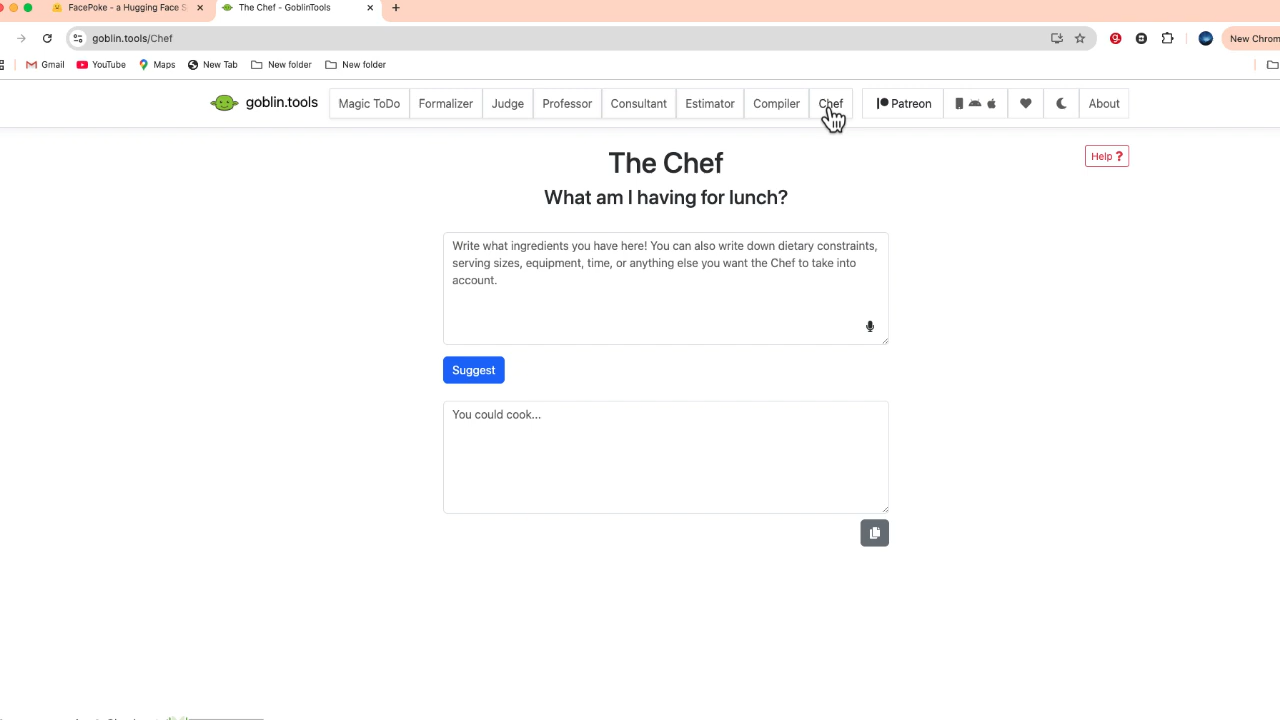 FacePoke - a Hugging Face S
The Chef - GoblinTools
goblin.tools/Chef
New Chrom
Gmail
YouTube
Maps
New Tab
New folder
New folder
goblin.tools
Magic ToDo
Formalizer
Judge
Professor
Consultant
Estimator
Compiler
Chef
Patreon
About
The Chef
Help ?
What am I having for lunch?
Write what ingredients you have here! You can also write down dietary constraints,
serving sizes, equipment, time, or anything else you want the Chef to take into
account.
Suggest
You could cook...